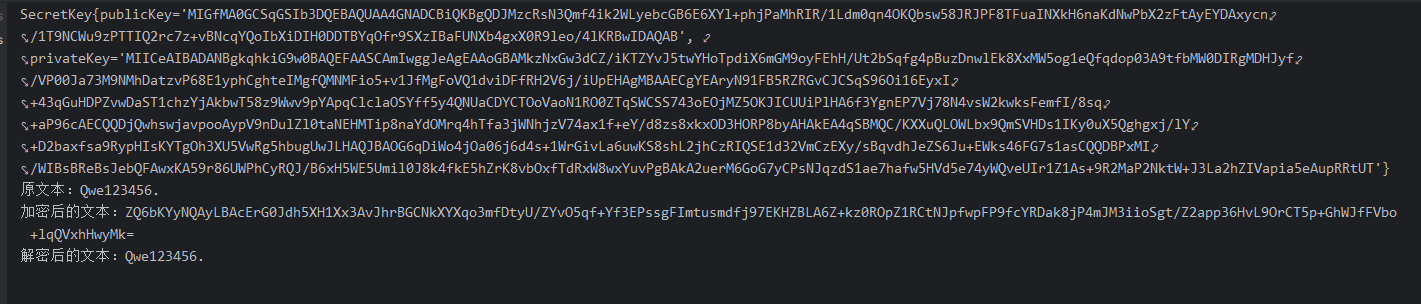 SecretKey{publicKey='MIGfMA0GCSqGSIb3DQEBAQUAA4GNADCBiQKBgQDJMzcRsN3Qmf4ik2WLyebcGB6E6XYl+phjPaMhRIR/1Ldm0qn4OKQbsw58JRJPF8TFuaINXkH6naKdNwPbX2zFtAyEYDAxycn
/1T9NCWu9zPTTIQ2rc7z+vBNcqYQoIbXiDIH0DDTBYqOfr9SXzIBaFUNXb4gxX0R9leo/4lKRBwIDAQAB',
privateKey='MIICeAIBADANBgkqhkiG9w0BAQEFAASCAmIwggJeAgEAAoGBAMkzNxGw3dCZ/iKTZYvJ5twYHoTpdiX6mGM9oyFEhH/Ut2bSqfg4pBuzDnwlEk8XxMW5og1eQfqdop03A9tfbMW0DIRgMDHJyf
/VP00Ja73M9NMhDatzvP68E1yphCghteIMgfQMNMFio5+v1JfMgFoVQ1dviDFfRH2V6j/iUpEHAgMBAAECgYEAryN91FB5RZRGvCJCSqS96Oi16EyxI
+43qGuHDPZvwDaST1chzYjAkbwT58z9Wwv9pYApqClclaOSYff5y4QNUaCDYCTOoVaoN1RO0ZTqSWCSS743oEOjMZ5OKJICUUiPlHA6f3YgnEP7Vj78N4vsW2kwksFemfI/8sq
+aP96cAECQQDjQwhswjavpooAypV9nDulZl0taNEHMTip8naYdOMrq4hTfa3jWNhjzV74ax1f+eY/d8zs8xkxOD3HORP8byAHAkEA4qSBMQC/KXXuQLOWLbx9QmSVHDs1IKy0uX5Qghgxj/lY
+D2baxfsa9RypHIsKYTgOh3XU5VwRg5hbugUwJLHAQJBAOG6qDiWo4jOa06j6d4s+1WrGivLa6uwKS8shL2jhCzRIQSE1d32VmCzEXy/sBqvdhJeZS6Ju+EWks46FG7s1asCQQDBPxMI
/WIBsBReBsJebQFAwxKA59r86UWPhCyRQJ/B6xH5WE5Umil0J8k4fkE5hZrK8vbOxfTdRxW8wxYuvPgBAkA2uerM6GoG7yCPsNJqzdS1ae7hafw5HVd5e74yWQveUIr1Z1As+9R2MaP2NktW+J3La2hZIVapia5eAupRRtUT'}
原文本：Qwe123456.
加密后的文本：ZQ6bKYyNQAyLBAcErG0Jdh5XH1Xx3AvJhrBGCNkXYXqo3mfDtyU/ZYvO5qf+Yf3EPssgFImtusmdfj97EKHZBLA6Z+kz0ROpZ1RCtNJpfwpFP9fcYRDak8jP4mJM3iioSgt/Z2app36HvL9OrCT5p+GhWJfFVbo
+lqQVxhHwyMk=
解密后的文本：Qwe123456.